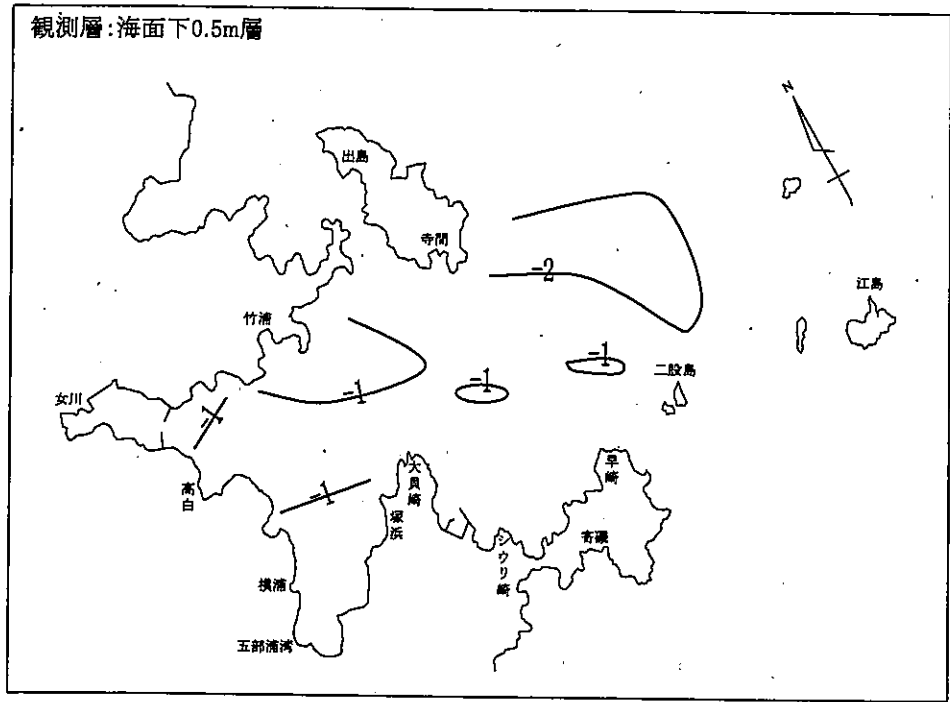 観測層:海面下0.5m層
N
出島
寺間
-2
江島
竹浦
-1
-1
二股島
女川
-1
-1
高白
-1
大貝崎
塚浜
早崎
寄磯
シウリ崎
横浦
五部浦湾